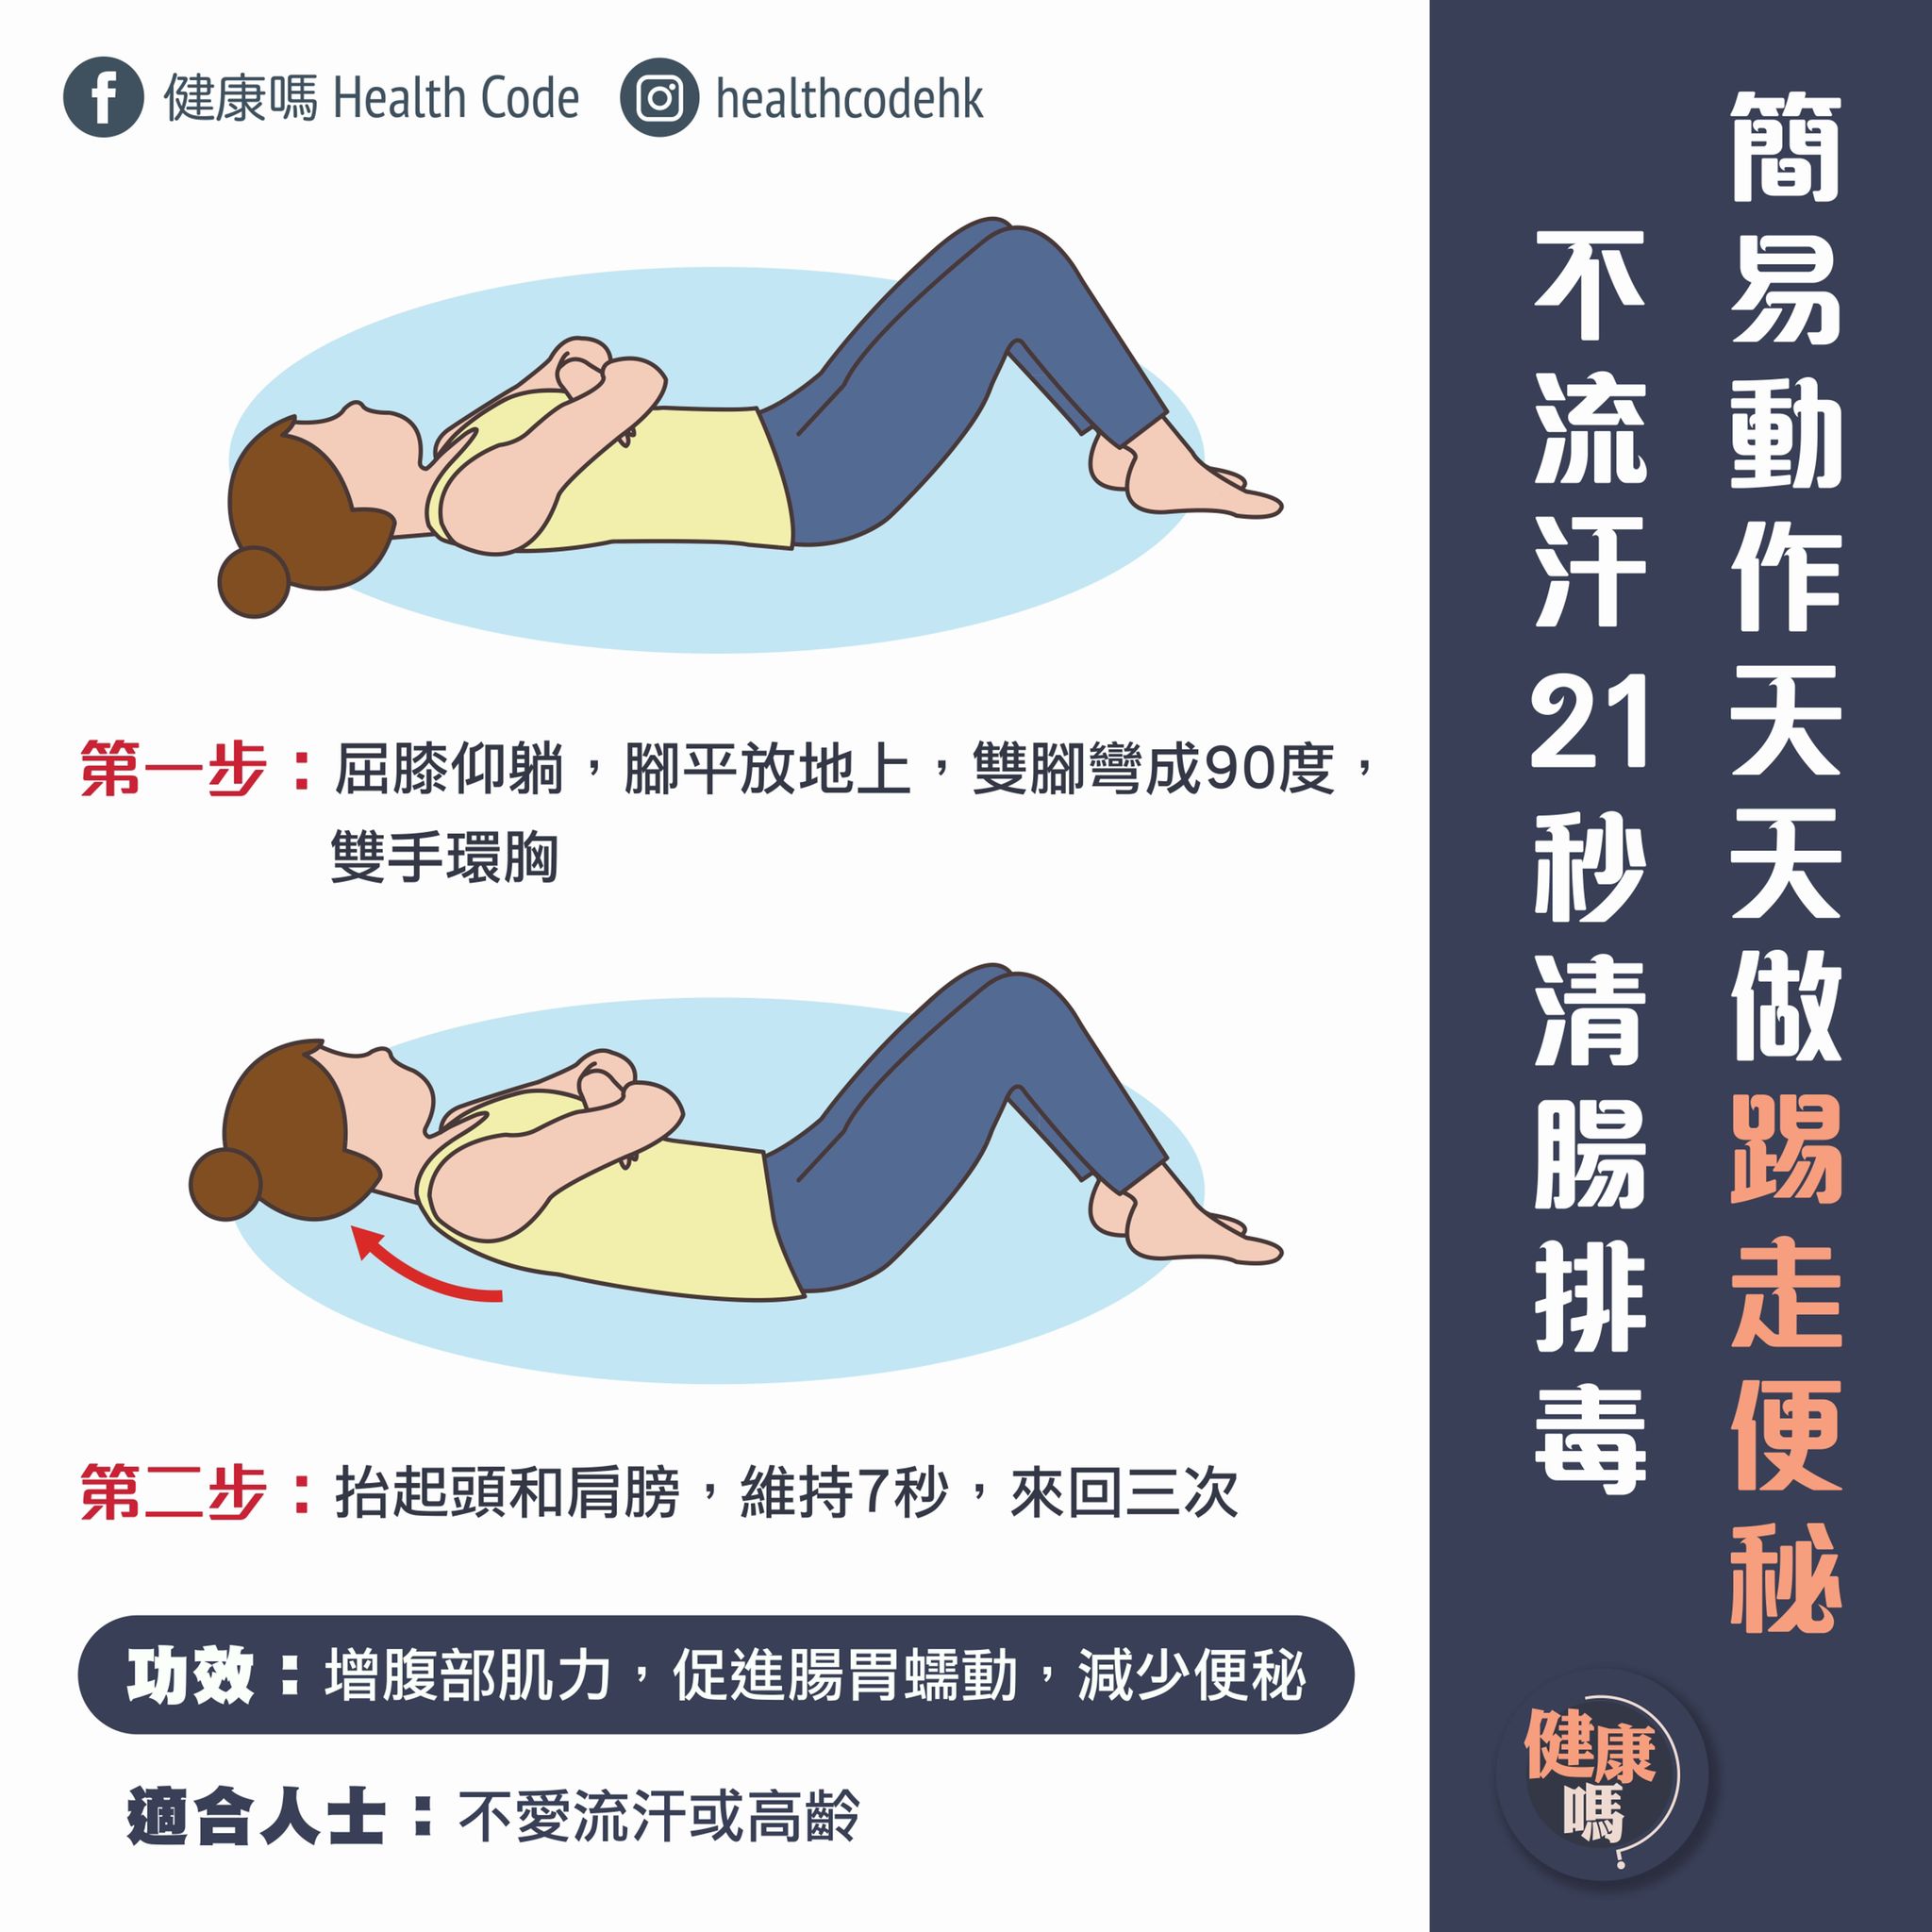 健康嗎 Health Code healthcodehk
簡易動作天天做踢走便秘
不流汗21秒清腸排毒
第一步：屈膝仰躺，腳平放地上，雙腳彎成90度，
雙手環胸
第二步：抬起頭和肩膀，維持7秒，來回三次
功效：增腹部肌力，促進腸胃蠕動，減少便秘
適合人士：不愛流汗或高齡
健康
嗎?